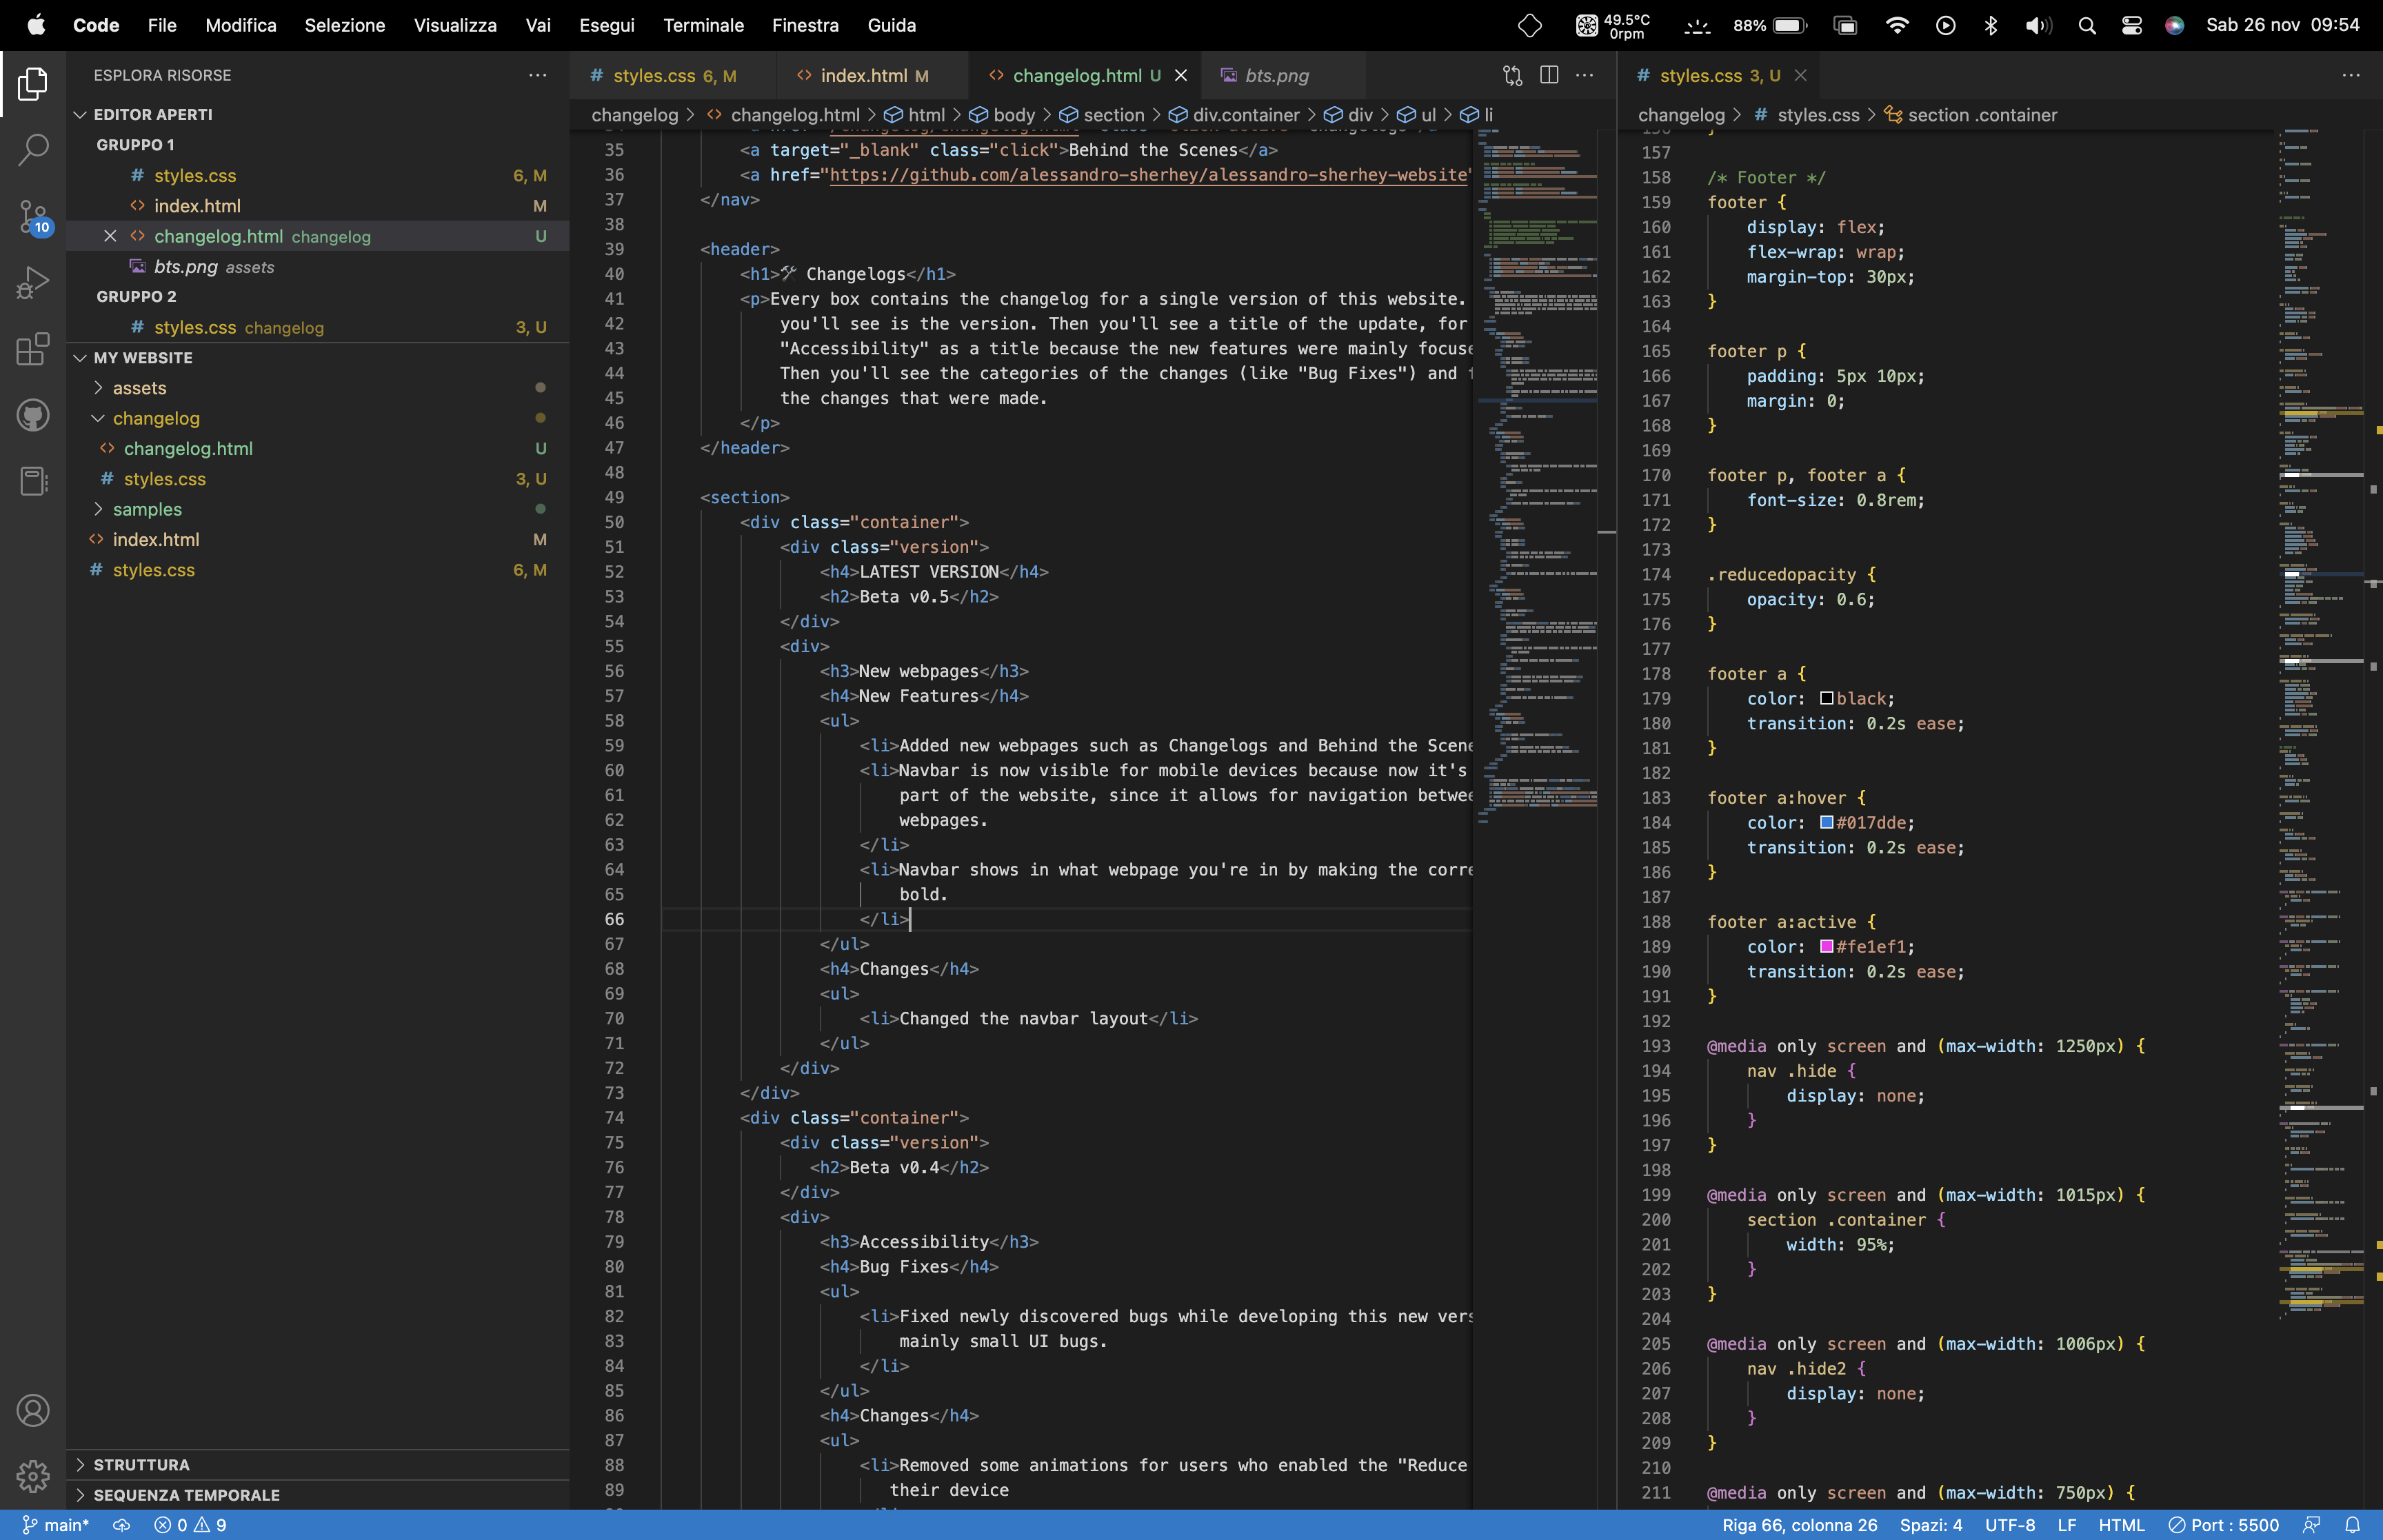 Code File Modifica Selezione Visualizza Vai Esegui Terminale Finestra Guida 49.5°C 0rpm 88% Sab 26 nov 09:54
ESPLORA RISORSE
EDITOR APERTI
GRUPPO 1
# styles.css 6, M
<> index.html M
<> changelog.html changelog U
bts.png assets
GRUPPO 2
# styles.css changelog 3, U
MY WEBSITE
assets
changelog
<> changelog.html U
# styles.css 3, U
samples
<> index.html M
# styles.css 6, M
10
STRUTTURA
SEQUENZA TEMPORALE
# styles.css 6, M <> index.html M <> changelog.html U bts.png
changelog > <> changelog.html > html > body > section > div.container > div > ul > li
35 <a target="_blank" class="click">Behind the Scenes</a>
36 <a href="https://github.com/alessandro-sherhey/alessandro-sherhey-website"
37 </nav>
38
39 <header>
40 <h1>🛠 Changelogs</h1>
41 <p>Every box contains the changelog for a single version of this website.
42 you'll see is the version. Then you'll see a title of the update, for
43 "Accessibility" as a title because the new features were mainly focuse
44 Then you'll see the categories of the changes (like "Bug Fixes") and
45 the changes that were made.
46 </p>
47 </header>
48
49 <section>
50 <div class="container">
51 <div class="version">
52 <h4>LATEST VERSION</h4>
53 <h2>Beta v0.5</h2>
54 </div>
55 <div>
56 <h3>New webpages</h3>
57 <h4>New Features</h4>
58 <ul>
59 <li>Added new webpages such as Changelogs and Behind the Scene
60 <li>Navbar is now visible for mobile devices because now it's
61 part of the website, since it allows for navigation betwee
62 webpages.
63 </li>
64 <li>Navbar shows in what webpage you're in by making the corre
65 bold.
66 </li>
67 </ul>
68 <h4>Changes</h4>
69 <ul>
70 <li>Changed the navbar layout</li>
71 </ul>
72 </div>
73 </div>
74 <div class="container">
75 <div class="version">
76 <h2>Beta v0.4</h2>
77 </div>
78 <div>
79 <h3>Accessibility</h3>
80 <h4>Bug Fixes</h4>
81 <ul>
82 <li>Fixed newly discovered bugs while developing this new vers
83 mainly small UI bugs.
84 </li>
85 </ul>
86 <h4>Changes</h4>
87 <ul>
88 <li>Removed some animations for users who enabled the "Reduce
89 their device
# styles.css 3, U
changelog > # styles.css > section .container
157
158 /* Footer */
159 footer {
160 display: flex;
161 flex-wrap: wrap;
162 margin-top: 30px;
163 }
164
165 footer p {
166 padding: 5px 10px;
167 margin: 0;
168 }
169
170 footer p, footer a {
171 font-size: 0.8rem;
172 }
173
174 .reducedopacity {
175 opacity: 0.6;
176 }
177
178 footer a {
179 color: black;
180 transition: 0.2s ease;
181 }
182
183 footer a:hover {
184 color: #017dde;
185 transition: 0.2s ease;
186 }
187
188 footer a:active {
189 color: #fe1ef1;
190 transition: 0.2s ease;
191 }
192
193 @media only screen and (max-width: 1250px) {
194 nav .hide {
195 display: none;
196 }
197 }
198
199 @media only screen and (max-width: 1015px) {
200 section .container {
201 width: 95%;
202 }
203 }
204
205 @media only screen and (max-width: 1006px) {
206 nav .hide2 {
207 display: none;
208 }
209 }
210
211 @media only screen and (max-width: 750px) {
main* 0 9 Riga 66, colonna 26 Spazi: 4 UTF-8 LF HTML Port : 5500